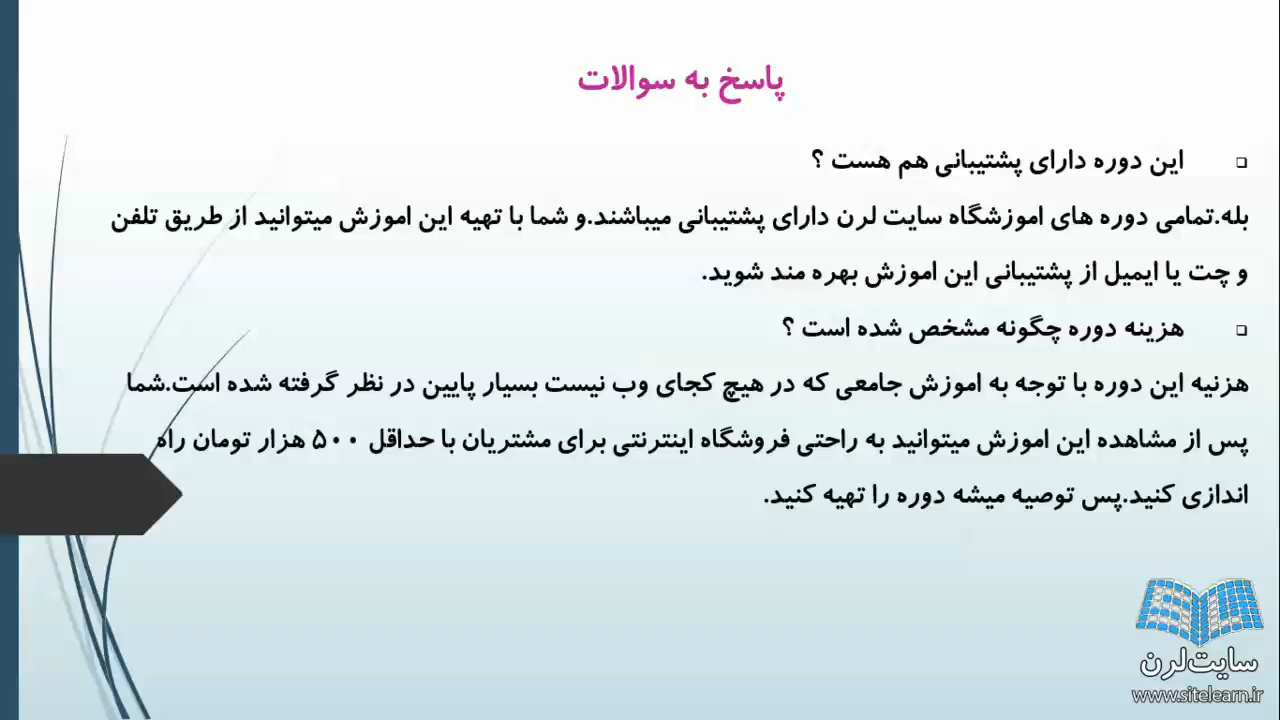 پاسخ به سوالات
این دوره دارای پشتیبانی هم هست ؟
بله.تمامی دوره های اموزشگاه سایت لرن دارای پشتیبانی میباشند.و شما با تهیه این اموزش میتوانید از طریق تلفن
و چت یا ایمیل از پشتیبانی این اموزش بهره مند شوید.
هزینه دوره چگونه مشخص شده است ؟
هزنیه این دوره با توجه به اموزش جامعی که در هیچ کجای وب نیست بسیار پایین در نظر گرفته شده است.شما
پس از مشاهده این اموزش میتوانید به راحتی فروشگاه اینترنتی برای مشتریان با حداقل ۵۰۰ هزار تومان راه
اندازی کنید.پس توصیه میشه دوره را تهیه کنید.
سایت‌لرن
www.sitelearn.ir